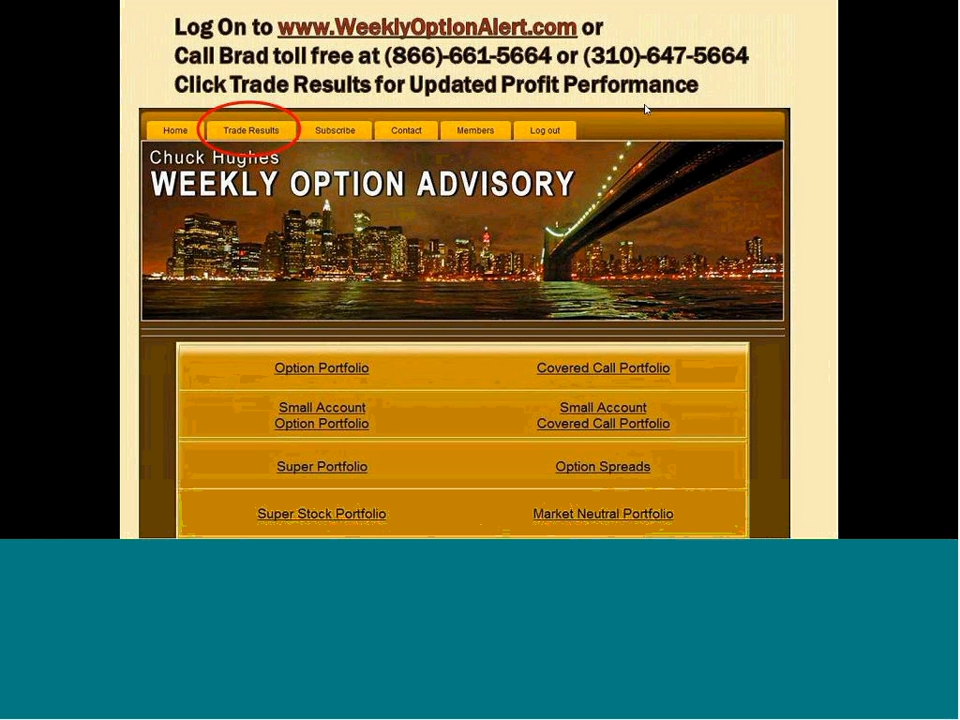 Log On to www.WeeklyOptionAlert.com or
Call Brad toll free at (866)-661-5664 or (310)-647-5664
Click Trade Results for Updated Profit Performance
Home Trade Results Subscribe Contact Members Log out
Chuck Hughes
WEEKLY OPTION ADVISORY
Option Portfolio Covered Call Portfolio
Small Account Small Account
Option Portfolio Covered Call Portfolio
Super Portfolio Option Spreads
Super Stock Portfolio Market Neutral Portfolio